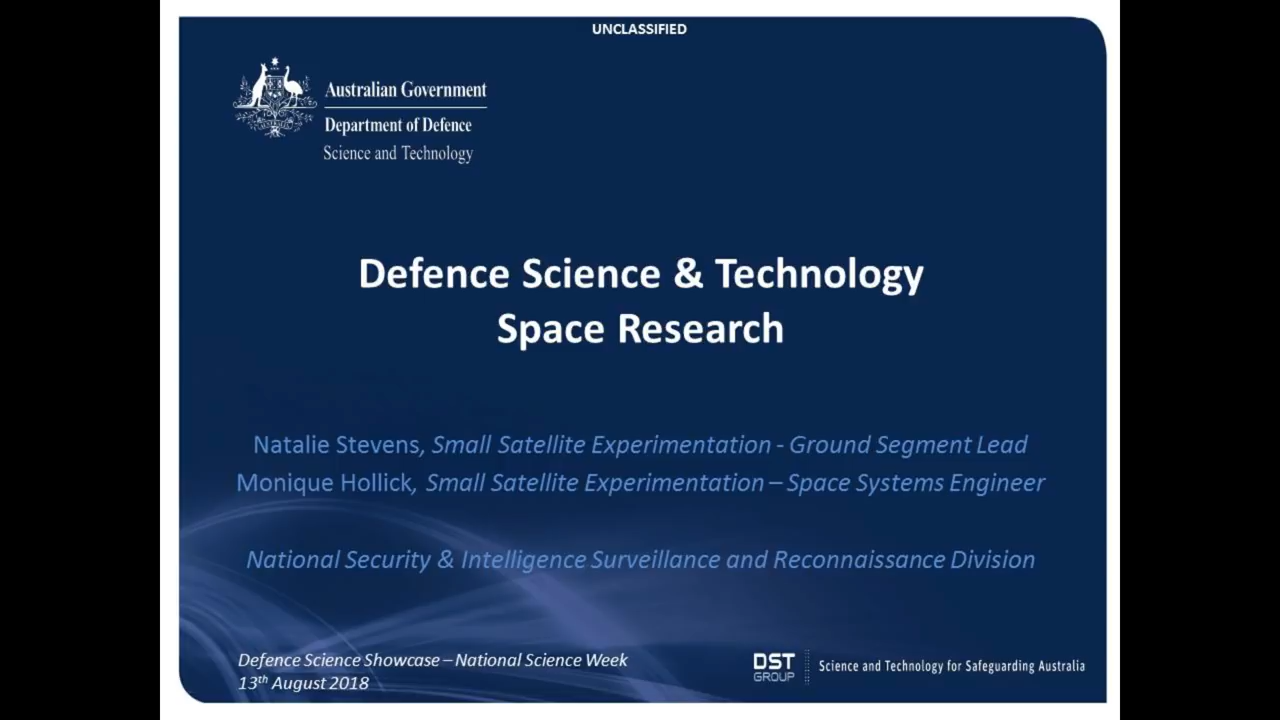 UNCLASSIFIED
Australian Government
Department of Defence
Science and Technology
Defence Science & Technology
Space Research
Natalie Stevens, Small Satellite Experimentation - Ground Segment Lead
Monique Hollick, Small Satellite Experimentation – Space Systems Engineer
National Security & Intelligence Surveillance and Reconnaissance Division
Defence Science Showcase – National Science Week
13th August 2018
DST
GROUP
Science and Technology for Safeguarding Australia